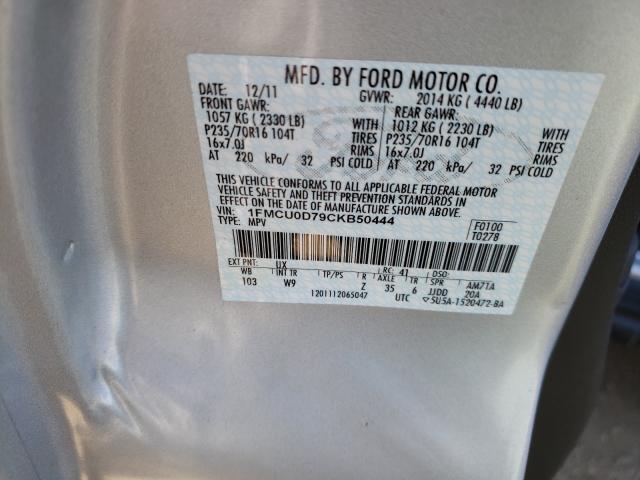 MFD. BY FORD MOTOR CO.
DATE: 12/11 GVWR: 2014 KG ( 4440 LB)
FRONT GAWR: REAR GAWR:
1057 KG ( 2330 LB) WITH 1012 KG ( 2230 LB) WITH
P235/70R16 104T TIRES P235/70R16 104T TIRES
16x7.0J RIMS 16x7.0J RIMS
AT 220 kPa/ 32 PSI COLD AT 220 kPa/ 32 PSI COLD
THIS VEHICLE CONFORMS TO ALL APPLICABLE FEDERAL MOTOR
VEHICLE SAFETY AND THEFT PREVENTION STANDARDS IN
EFFECT ON THE DATE OF MANUFACTURE SHOWN ABOVE.
VIN: 1FMCU0D79CKB50444 F0100
TYPE: MPV T0278
EXT PNT: UX RC: 41 DSO:
WB INT TR TP/PS R AXLE TR SPR AM71A
103 W9 Z 35 6 JJDD 20A
1201112065047 UTC ▽5U5A-1520472-BA